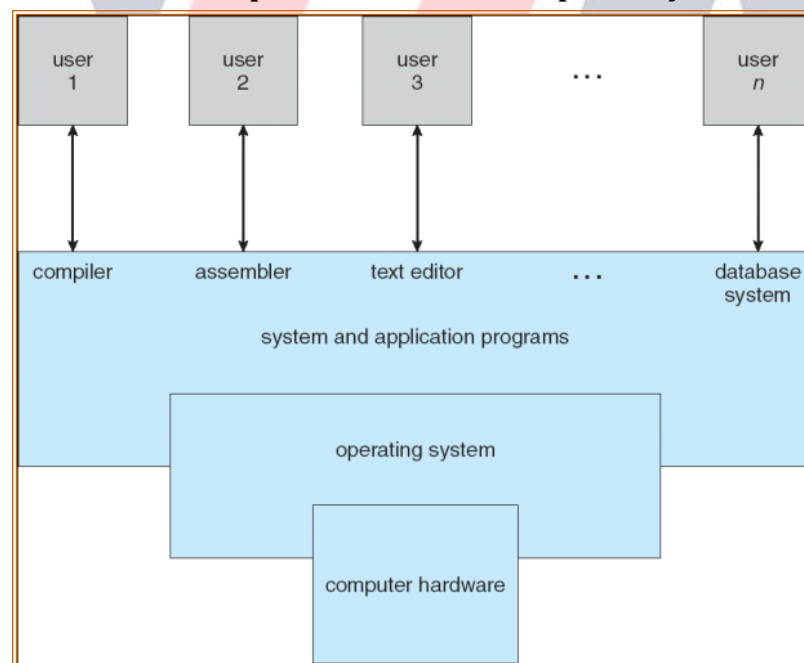 user
1
user
2
user
3
...
user
n
compiler
assembler
text editor
...
database
system
system and application programs
operating system
computer hardware